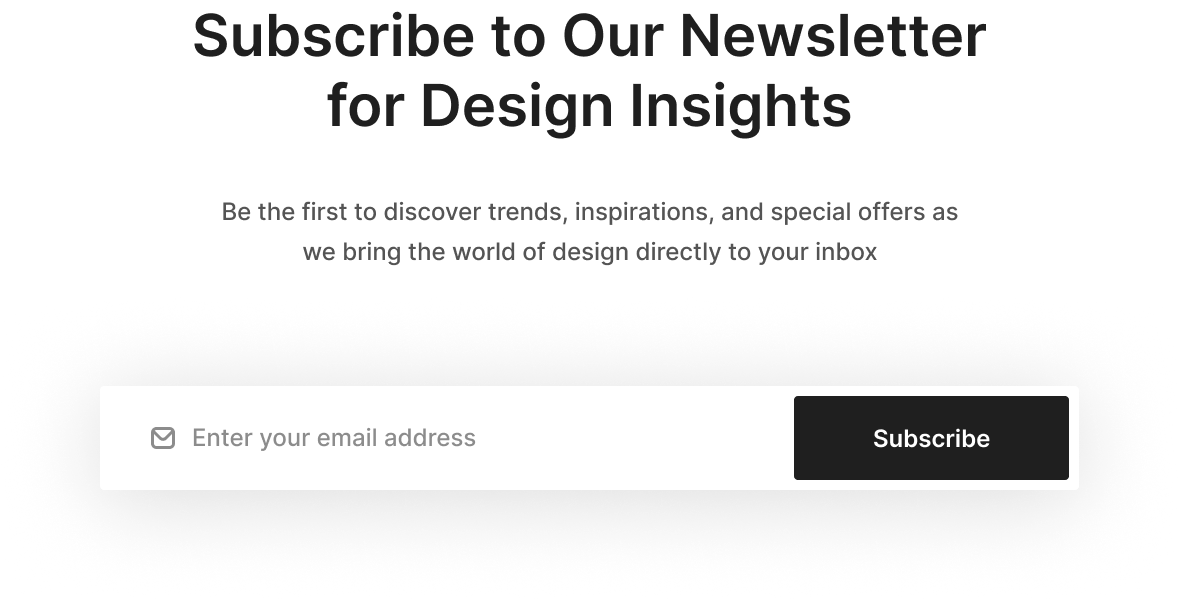 Subscribe to Our Newsletter
for Design Insights
Be the first to discover trends, inspirations, and special offers as
we bring the world of design directly to your inbox
Enter your email address
Subscribe